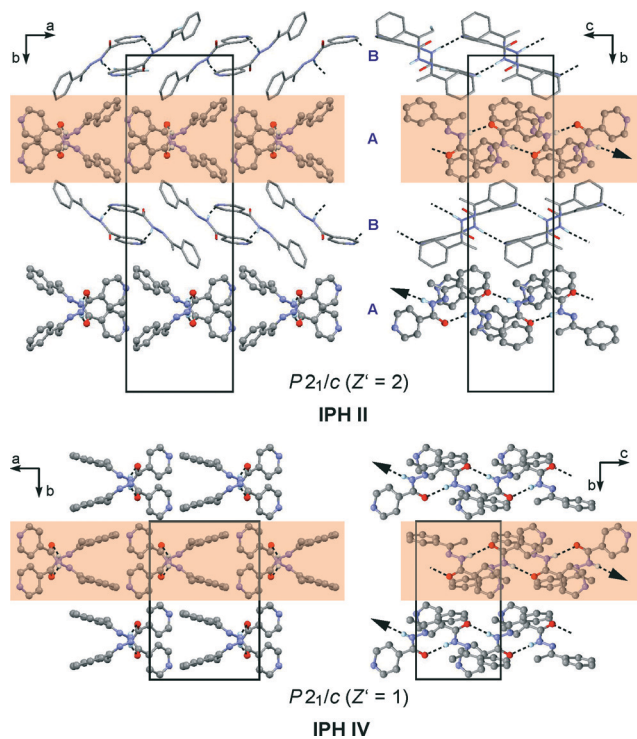 a
b
c
b
B
A
B
A
P2₁/c (Z‘ = 2)
IPH II
a
b
c
b
P2₁/c (Z‘ = 1)
IPH IV